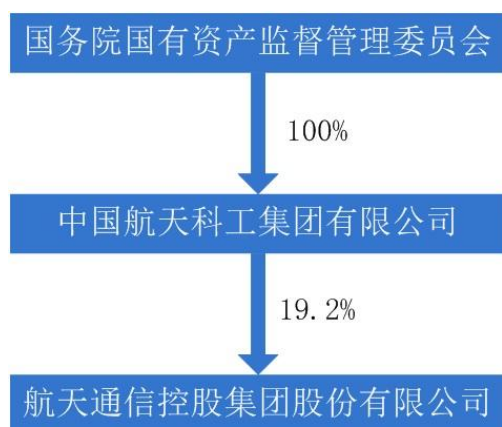 国务院国有资产监督管理委员会
100%
中国航天科工集团有限公司
19.2%
航天通信控股集团股份有限公司